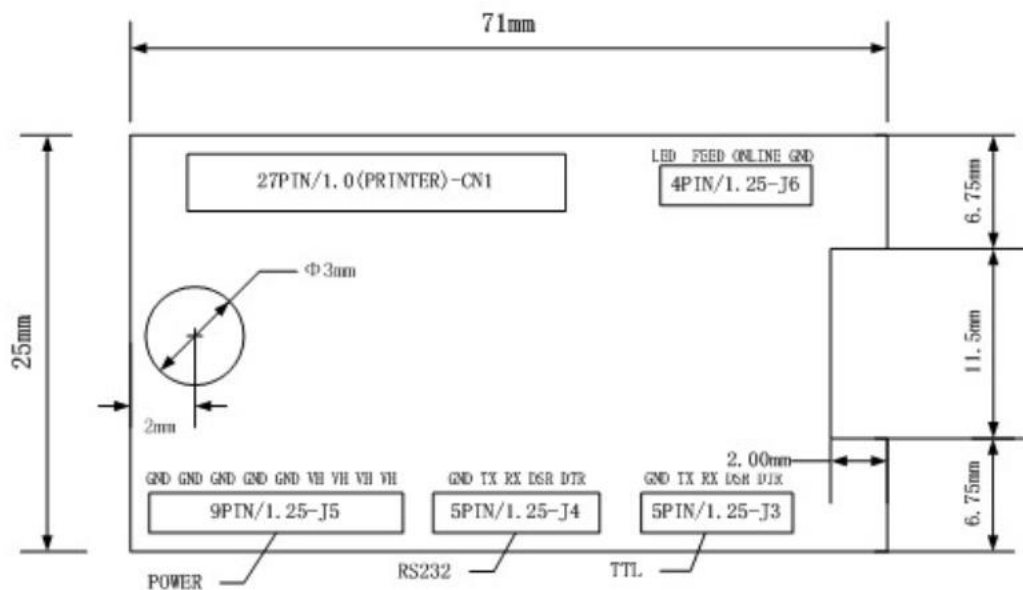 71mm
LED FEED ONLINE GND
27PIN/1.0(PRINTER)-CN1
4PIN/1.25-J6
6.75mm
Φ3mm
25mm
11.5mm
2mm
2.00mm
GND GND GND GND GND VH VH VH VH
GND TX RX DSR DTR
GND TX RX DSR DTR
9PIN/1.25-J5
5PIN/1.25-J4
5PIN/1.25-J3
6.75mm
POWER
RS232
TTL